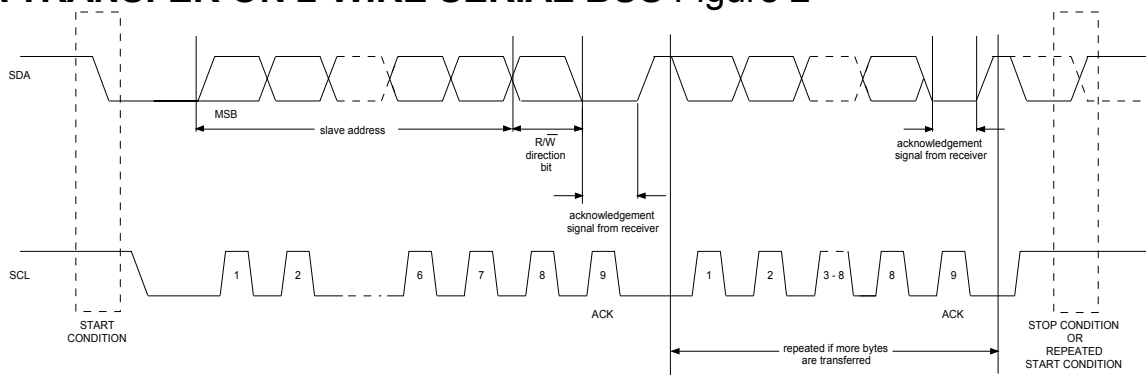 TRANSFER ON 2-WIRE SERIAL BUS Figure 2
SDA
MSB
slave address
R/W
direction
bit
acknowledgement
signal from receiver
acknowledgement
signal from receiver
SCL
1
2
6
7
8
9
1
2
3 - 8
8
9
ACK
ACK
START
CONDITION
repeated if more bytes
are transferred
STOP CONDITION
OR
REPEATED
START CONDITION